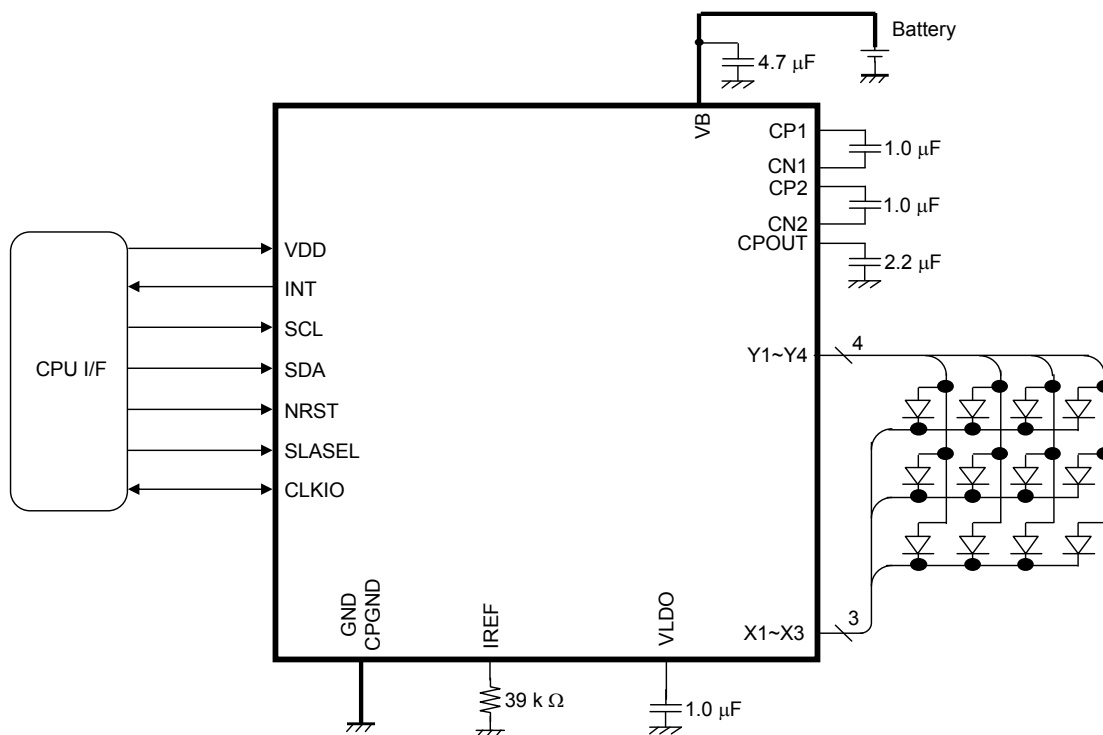 Battery
4.7 μF
VB
CP1
1.0 μF
CN1
CP2
1.0 μF
CN2
CPOUT
2.2 μF
CPU I/F
VDD
INT
SCL
SDA
NRST
SLASEL
CLKIO
Y1~Y4
4
X1~X3
3
GND
CPGND
IREF
VLDO
39 k Ω
1.0 μF